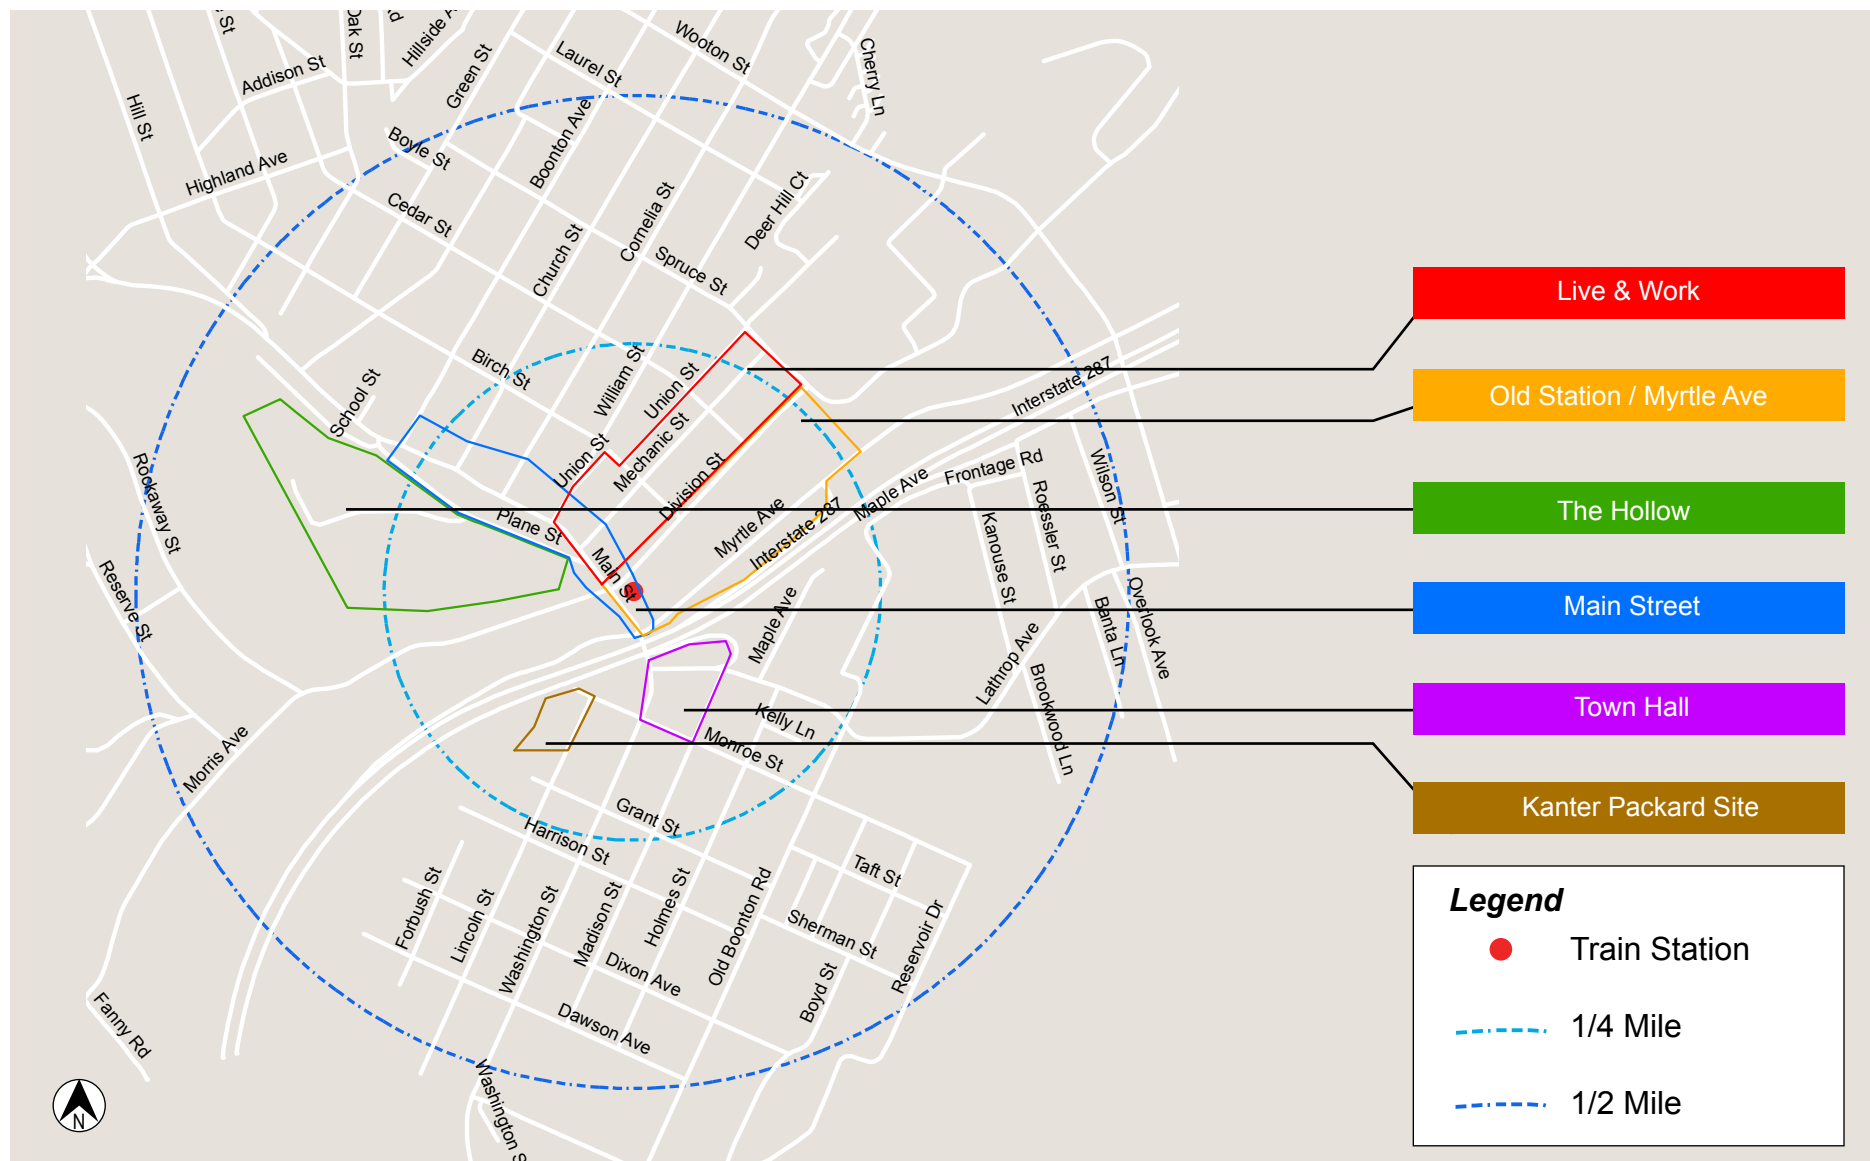 Oak St
Hillside A
Wooton St
Laurel St
Cherry Ln
Addison St
Green St
Hill St
Boonton Ave
Boyle St
Highland Ave
Cedar St
Cornelia St
Deer Hill Ct
Church St
Spruce St
Live & Work
Birch St
William St
Union St
Interstate 287
Old Station / Myrtle Ave
School St
Mechanic St
Union St
Division St
Rockaway St
Plane St
Myrtle Ave
Interstate 287
Maple Ave
Frontage Rd
Wilson St
Roessler St
Kanouse St
The Hollow
Main St
Reserve St
Maple Ave
Lathrop Ave
Banta Ln
Overlook Ave
Main Street
Brookwood Ln
Kelly Ln
Monroe St
Town Hall
Morris Ave
Kanter Packard Site
Grant St
Harrison St
Taft St
Forbush St
Lincoln St
Washington St
Madison St
Holmes St
Old Boonton Rd
Sherman St
Reservoir Dr
Dixon Ave
Boyd St
Dawson Ave
Fanny Rd
Washington S
N
Legend
Train Station
1/4 Mile
1/2 Mile